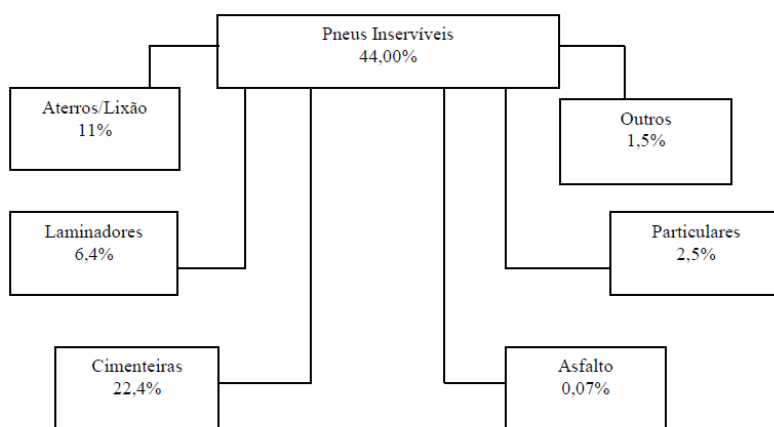 Pneus Inservíveis
44,00%
Aterros/Lixão
11%
Outros
1,5%
Laminadores
6,4%
Particulares
2,5%
Cimenteiras
22,4%
Asfalto
0,07%